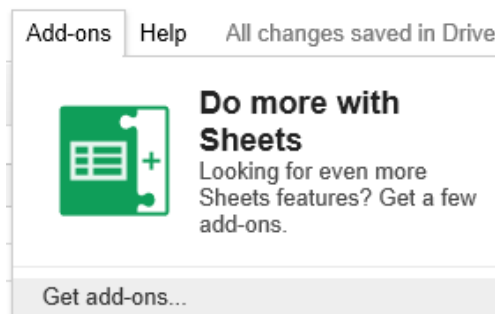 Add-ons Help All changes saved in Drive
Do more with
Sheets
Looking for even more
Sheets features? Get a few
add-ons.
Get add-ons...